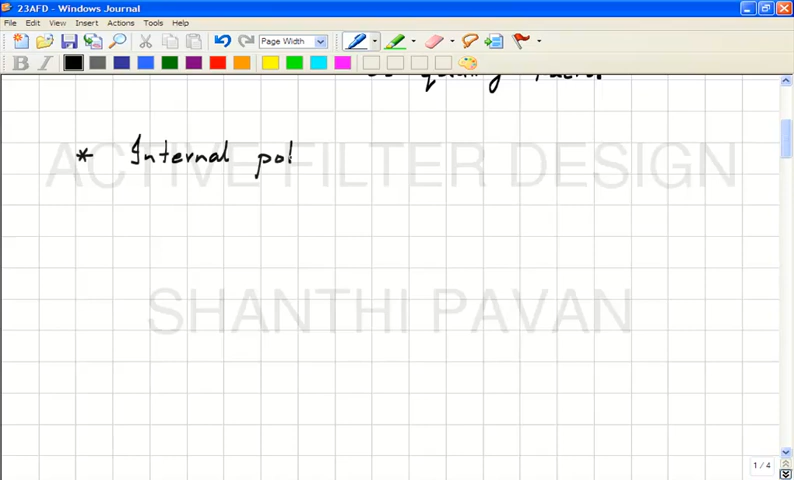 23AFD - Windows Journal
File Edit View Insert Actions Tools Help
Page Width
B I
* Internal pol
ACTIVE FILTER DESIGN
SHANTHI PAVAN
1 / 4